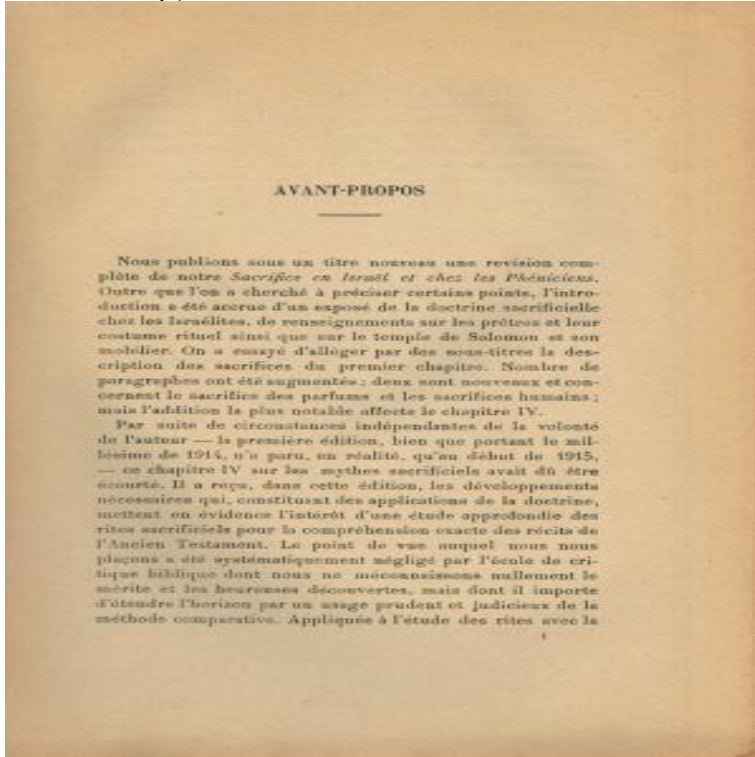 AVANT-PROPOS
Nous publions sous un titre nouveau une revision com-
plète de notre Sacrifice en Israël et chez les Phéniciens.
Outre que l'on a cherché à préciser certains points, l'intro-
duction a été accrue d'un exposé de la doctrine sacrificielle
chez les Israélites, de renseignements sur les prêtres et leur
costume rituel ainsi que sur le temple de Salomon et son
mobilier. On a essayé d'alléger par des sous-titres la des-
cription des sacrifices du premier chapitre. Nombre de
paragraphes ont été augmentés ; deux sont nouveaux et con-
cernent le sacrifice des parfums et les sacrifices humains ;
mais l'addition la plus notable affecte le chapitre IV.
Par suite de circonstances indépendantes de la volonté
de l'auteur — la première édition, bien que portant le mil-
lésime de 1914, n'a paru, en réalité, qu'au début de 1915,
— ce chapitre IV sur les mythes sacrificiels avait dû être
écourté. Il a reçu, dans cette édition, les développements
nécessaires qui, constituant des applications de la doctrine,
mettent en évidence l'intérêt d'une étude approfondie des
rites sacrificiels pour la compréhension exacte des récits de
l'Ancien Testament. Le point de vue auquel nous nous
plaçons a été systématiquement négligé par l'école de cri-
tique biblique dont nous ne méconnaissons nullement le
mérite et les heureuses découvertes, mais dont il importe
d'étendre l'horizon par un usage prudent et judicieux de la
méthode comparative. Appliquée à l'étude des rites avec la